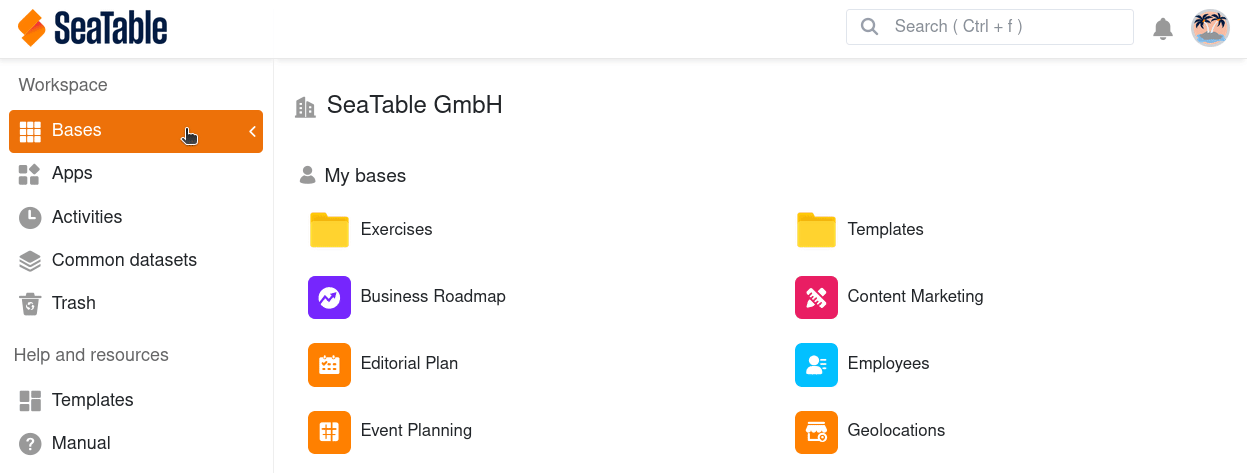 SeaTable
Search ( Ctrl + f )
Workspace
Bases
Apps
Activities
Common datasets
Trash
Help and resources
Templates
Manual
SeaTable GmbH
My bases
Exercises
Templates
Business Roadmap
Content Marketing
Editorial Plan
Employees
Event Planning
Geolocations